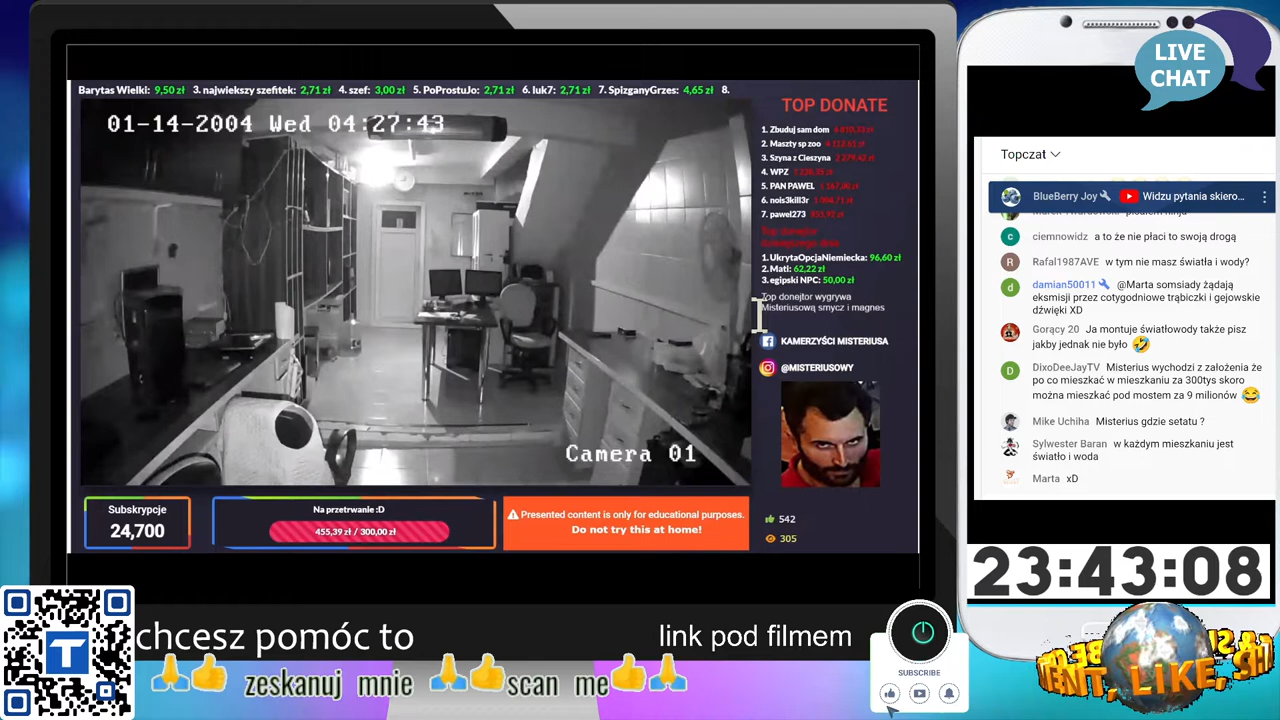 Barytas Wielki: 9,50 zł 3. najwiekszy szefitek: 2,71 zł 4. szef: 3,00 zł 5. PoProstuJo: 2,71 zł 6. luk7: 2,71 zł 7. SpizganyGrzes: 4,65 zł 8.
01-14-2004 Wed 04:27:43
Camera 01
TOP DONATE
1. Zbuduj sam dom
2. Maszty sp zoo
3. Szyna z Cieszyna
4. WPZ
5. PAN PAWEL
6. nois3kill3r
7. pawel273
1.UkrytaOpcjaNiemiecka: 96,60 zł
2.Mati: 62,22 zł
3.egipski NPC: 50,00 zł
Top donejtor wygrywa
Misteriusową smycz i magnes
KAMERZYŚCI MISTERIUSA
@MISTERIUSOWY
542
305
Subskrypcje
24,700
Na przetrwanie :D
455,39 zł / 300,00 zł
Presented content is only for educational purposes.
Do not try this at home!
LIVE
CHAT
Topczat
BlueBerry Joy Widzu pytania skiero...
ciemnowidz a to że nie płaci to swoją drogą
Rafal1987AVE w tym nie masz światła i wody?
damian50011 @Marta somsiady żądają
eksmisji przez cotygodniowe trąbiczki i gejowskie
dźwięki XD
Gorący 20 Ja montuje światłowody także pisz
jakby jednak nie było
DixoDeeJayTV Misterius wychodzi z założenia że
po co mieszkać w mieszkaniu za 300tys skoro
można mieszkać pod mostem za 9 milionów
Mike Uchiha Misterius gdzie setatu ?
Sylwester Baran w każdym mieszkaniu jest
światło i woda
Marta xD
23:43:08
T
chcesz pomóc to
link pod filmem
zeskanuj mnie scan me
SUBSCRIBE
ENT, LIKE, SH